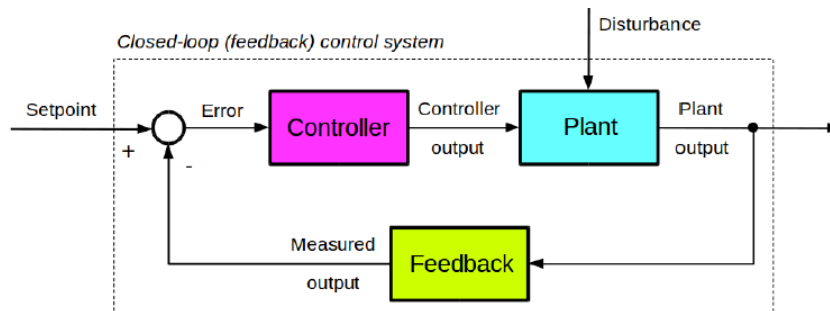 Disturbance
Closed-loop (feedback) control system
Setpoint
Error
Controller
Controller
output
Plant
Plant
output
+
-
Measured
output
Feedback